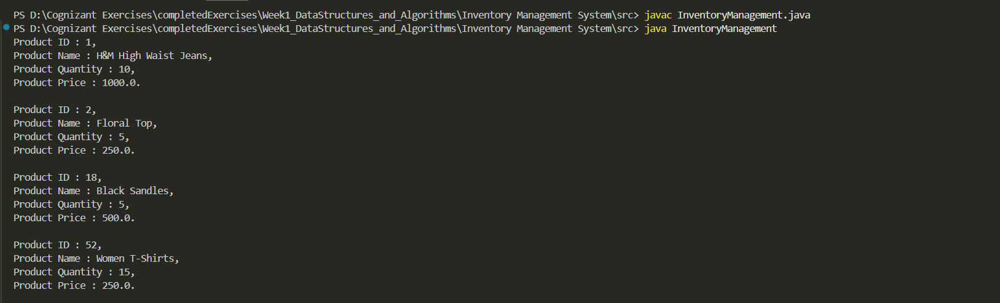 PS D:\Cognizant Exercises\completedExercises\Week1_DataStructures_and_Algorithms\Inventory Management System\src> javac InventoryManagement.java
PS D:\Cognizant Exercises\completedExercises\Week1_DataStructures_and_Algorithms\Inventory Management System\src> java InventoryManagement
Product ID : 1,
Product Name : H&M High Waist Jeans,
Product Quantity : 10,
Product Price : 1000.0.
Product ID : 2,
Product Name : Floral Top,
Product Quantity : 5,
Product Price : 250.0.
Product ID : 18,
Product Name : Black Sandles,
Product Quantity : 5,
Product Price : 500.0.
Product ID : 52,
Product Name : Women T-Shirts,
Product Quantity : 15,
Product Price : 250.0.